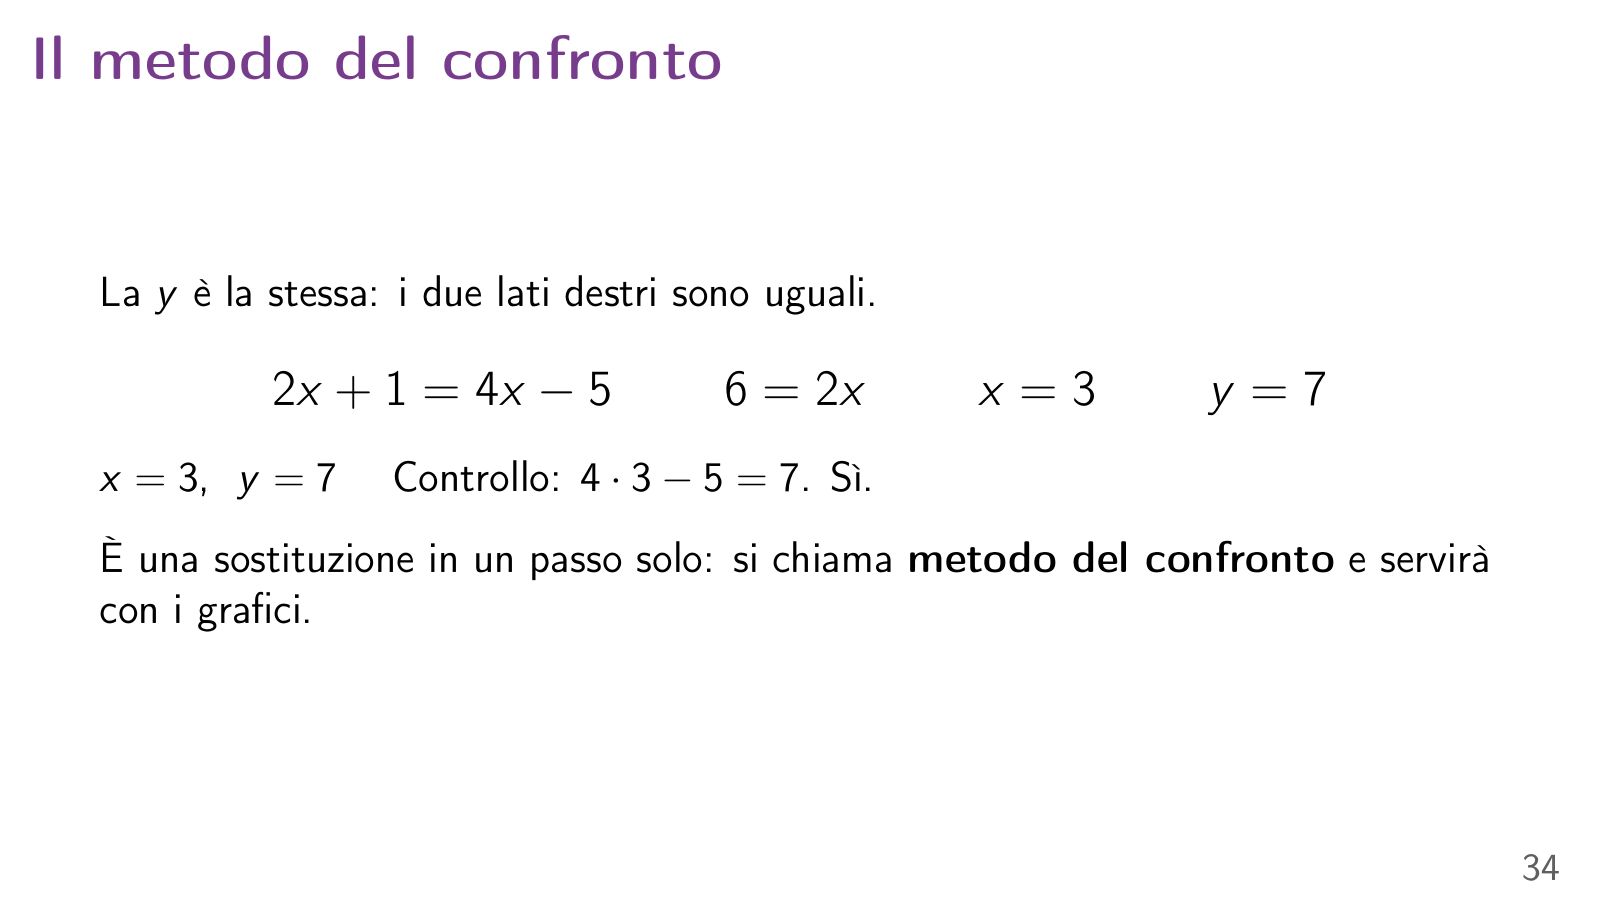 Il metodo del confronto
La y è la stessa: i due lati destri sono uguali.
2x + 1 = 4x − 5 6 = 2x x = 3 y = 7
x = 3, y = 7 Controllo: 4 · 3 − 5 = 7. Sì.
È una sostituzione in un passo solo: si chiama metodo del confronto e servirà
con i grafici.
34